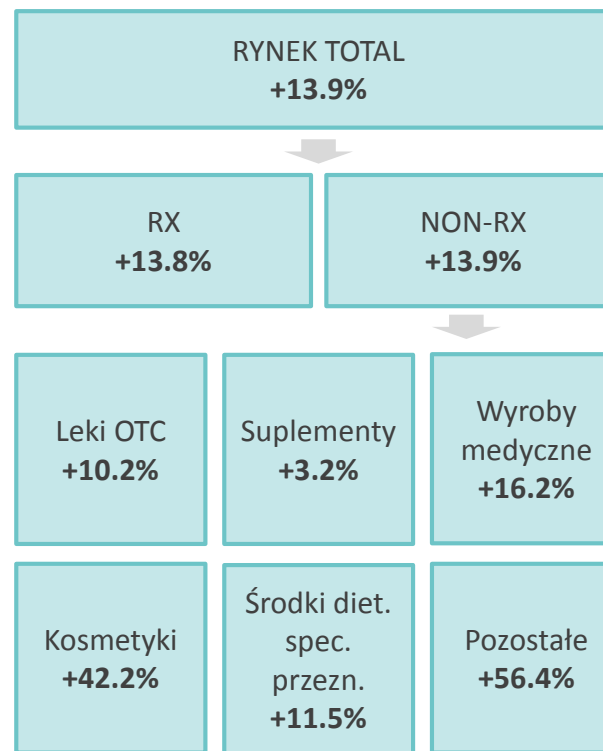 RYNEK TOTAL
+13.9%
RX
+13.8%
NON-RX
+13.9%
Leki OTC
+10.2%
Suplementy
+3.2%
Wyroby
medyczne
+16.2%
Kosmetyki
+42.2%
Środki diet.
spec.
przezn.
+11.5%
Pozostałe
+56.4%